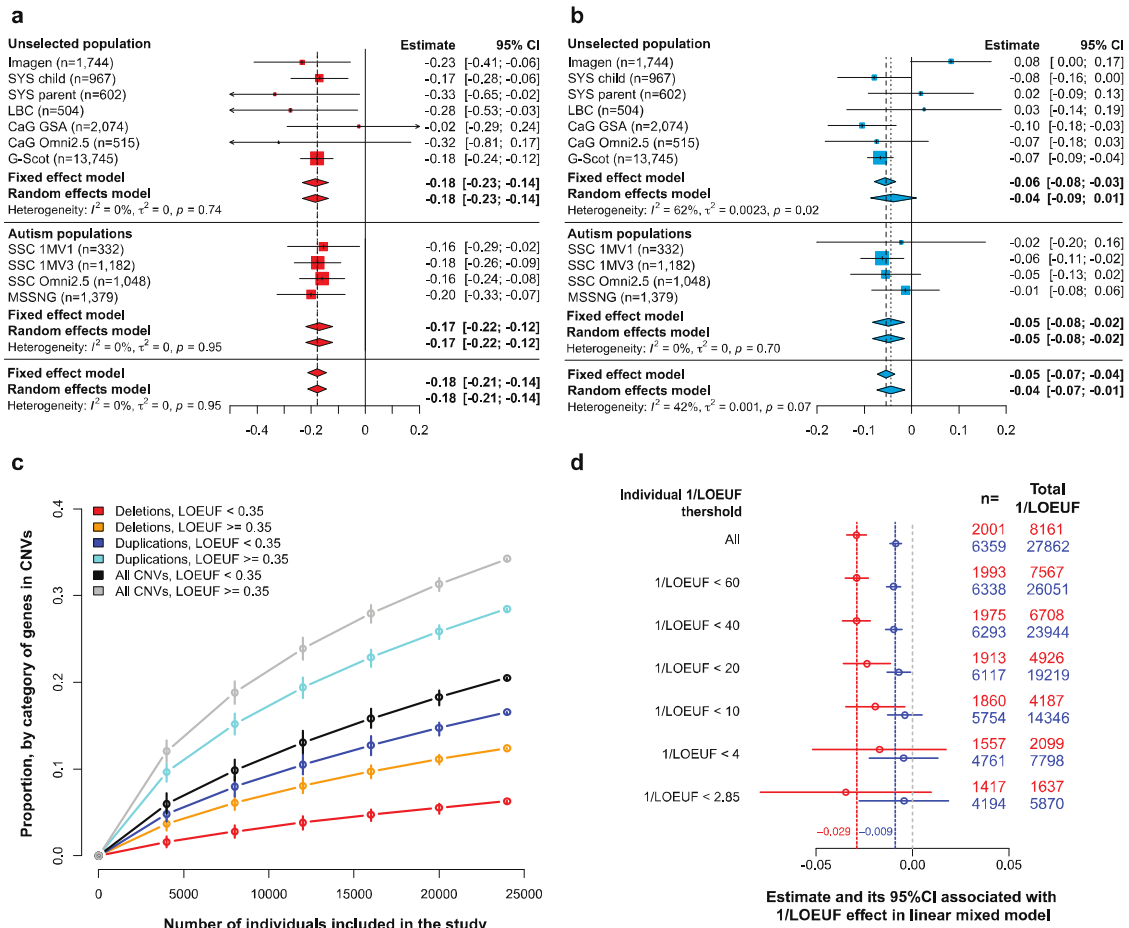 a
Unselected population Estimate 95% CI
Imagen (n=1,744) -0.23 [-0.41; -0.06]
SYS child (n=967) -0.17 [-0.28; -0.06]
SYS parent (n=602) -0.33 [-0.65; -0.02]
LBC (n=504) -0.28 [-0.53; -0.03]
CaG GSA (n=2,074) -0.02 [-0.29; 0.24]
CaG Omni2.5 (n=515) -0.32 [-0.81; 0.17]
G-Scot (n=13,745) -0.18 [-0.24; -0.12]
Fixed effect model -0.18 [-0.23; -0.14]
Random effects model -0.18 [-0.23; -0.14]
Heterogeneity: I² = 0%, τ² = 0, p = 0.74
Autism populations
SSC 1MV1 (n=332) -0.16 [-0.29; -0.02]
SSC 1MV3 (n=1,182) -0.18 [-0.26; -0.09]
SSC Omni2.5 (n=1,048) -0.16 [-0.24; -0.08]
MSSNG (n=1,379) -0.20 [-0.33; -0.07]
Fixed effect model -0.17 [-0.22; -0.12]
Random effects model -0.17 [-0.22; -0.12]
Heterogeneity: I² = 0%, τ² = 0, p = 0.95
Fixed effect model -0.18 [-0.21; -0.14]
Random effects model -0.18 [-0.21; -0.14]
Heterogeneity: I² = 0%, τ² = 0, p = 0.95
-0.4 -0.2 0 0.2
b
Unselected population Estimate 95% CI
Imagen (n=1,744) 0.08 [ 0.00; 0.17]
SYS child (n=967) -0.08 [-0.16; 0.00]
SYS parent (n=602) 0.02 [-0.09; 0.13]
LBC (n=504) 0.03 [-0.14; 0.19]
CaG GSA (n=2,074) -0.10 [-0.18; -0.03]
CaG Omni2.5 (n=515) -0.07 [-0.18; 0.03]
G-Scot (n=13,745) -0.07 [-0.09; -0.04]
Fixed effect model -0.06 [-0.08; -0.03]
Random effects model -0.04 [-0.09; 0.01]
Heterogeneity: I² = 62%, τ² = 0.0023, p = 0.02
Autism populations
SSC 1MV1 (n=332) -0.02 [-0.20; 0.16]
SSC 1MV3 (n=1,182) -0.06 [-0.11; -0.02]
SSC Omni2.5 (n=1,048) -0.05 [-0.13; 0.02]
MSSNG (n=1,379) -0.01 [-0.08; 0.06]
Fixed effect model -0.05 [-0.08; -0.02]
Random effects model -0.05 [-0.08; -0.02]
Heterogeneity: I² = 0%, τ² = 0, p = 0.70
Fixed effect model -0.05 [-0.07; -0.04]
Random effects model -0.04 [-0.07; -0.01]
Heterogeneity: I² = 42%, τ² = 0.001, p = 0.07
-0.2 -0.1 0 0.1 0.2
c
Proportion, by category of genes in CNVs
0.4
0.3
0.2
0.1
0.0
Deletions, LOEUF < 0.35
Deletions, LOEUF >= 0.35
Duplications, LOEUF < 0.35
Duplications, LOEUF >= 0.35
All CNVs, LOEUF < 0.35
All CNVs, LOEUF >= 0.35
0 5000 10000 15000 20000 25000
Number of individuals included in the study
d
Individual 1/LOEUF
thershold
n= Total
1/LOEUF
All
2001 8161
6359 27862
1/LOEUF < 60
1993 7567
6338 26051
1/LOEUF < 40
1975 6708
6293 23944
1/LOEUF < 20
1913 4926
6117 19219
1/LOEUF < 10
1860 4187
5754 14346
1/LOEUF < 4
1557 2099
4761 7798
1/LOEUF < 2.85
1417 1637
4194 5870
-0.029 -0.009
-0.05 0.00 0.05
Estimate and its 95%CI associated with
1/LOEUF effect in linear mixed model